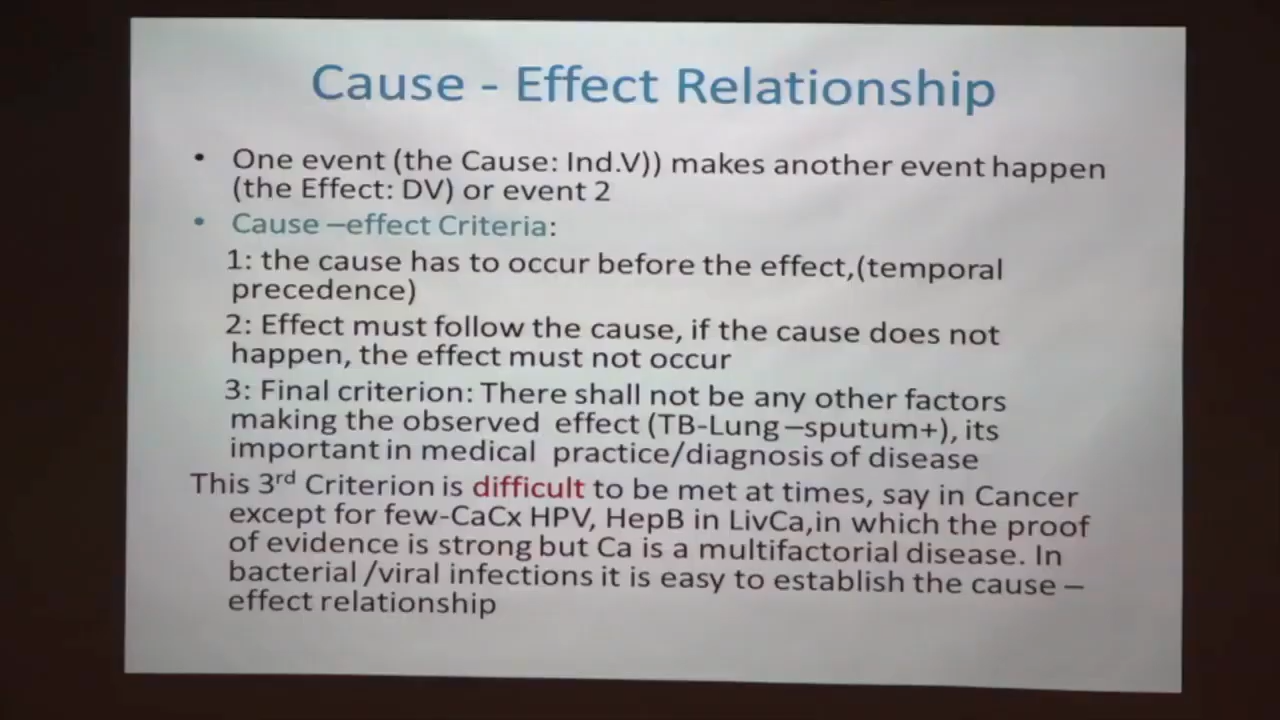 Cause - Effect Relationship
• One event (the Cause: Ind.V)) makes another event happen
(the Effect: DV) or event 2
• Cause –effect Criteria:
1: the cause has to occur before the effect,(temporal
precedence)
2: Effect must follow the cause, if the cause does not
happen, the effect must not occur
3: Final criterion: There shall not be any other factors
making the observed effect (TB-Lung–sputum+), its
important in medical practice/diagnosis of disease
This 3rd Criterion is difficult to be met at times, say in Cancer
except for few-CaCx HPV, HepB in LivCa,in which the proof
of evidence is strong but Ca is a multifactorial disease. In
bacterial /viral infections it is easy to establish the cause –
effect relationship